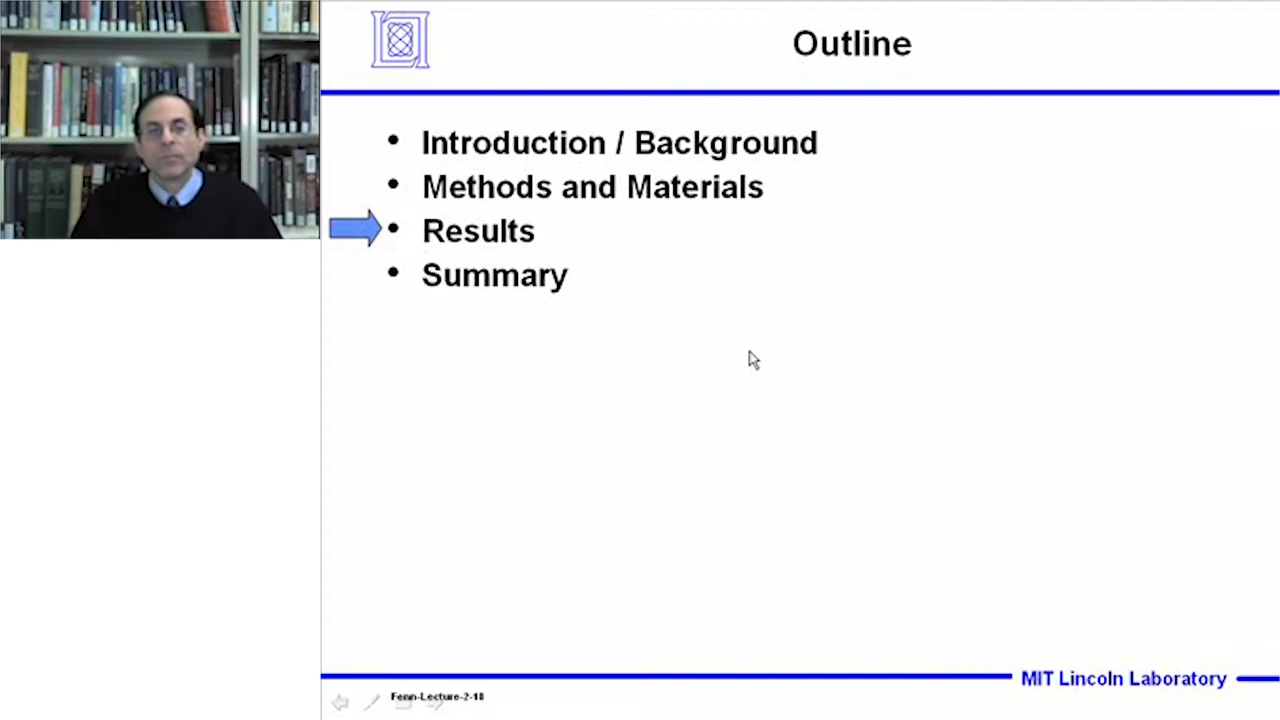 Outline
• Introduction / Background
• Methods and Materials
• Results
• Summary
MIT Lincoln Laboratory
Fenn-Lecture-2-18